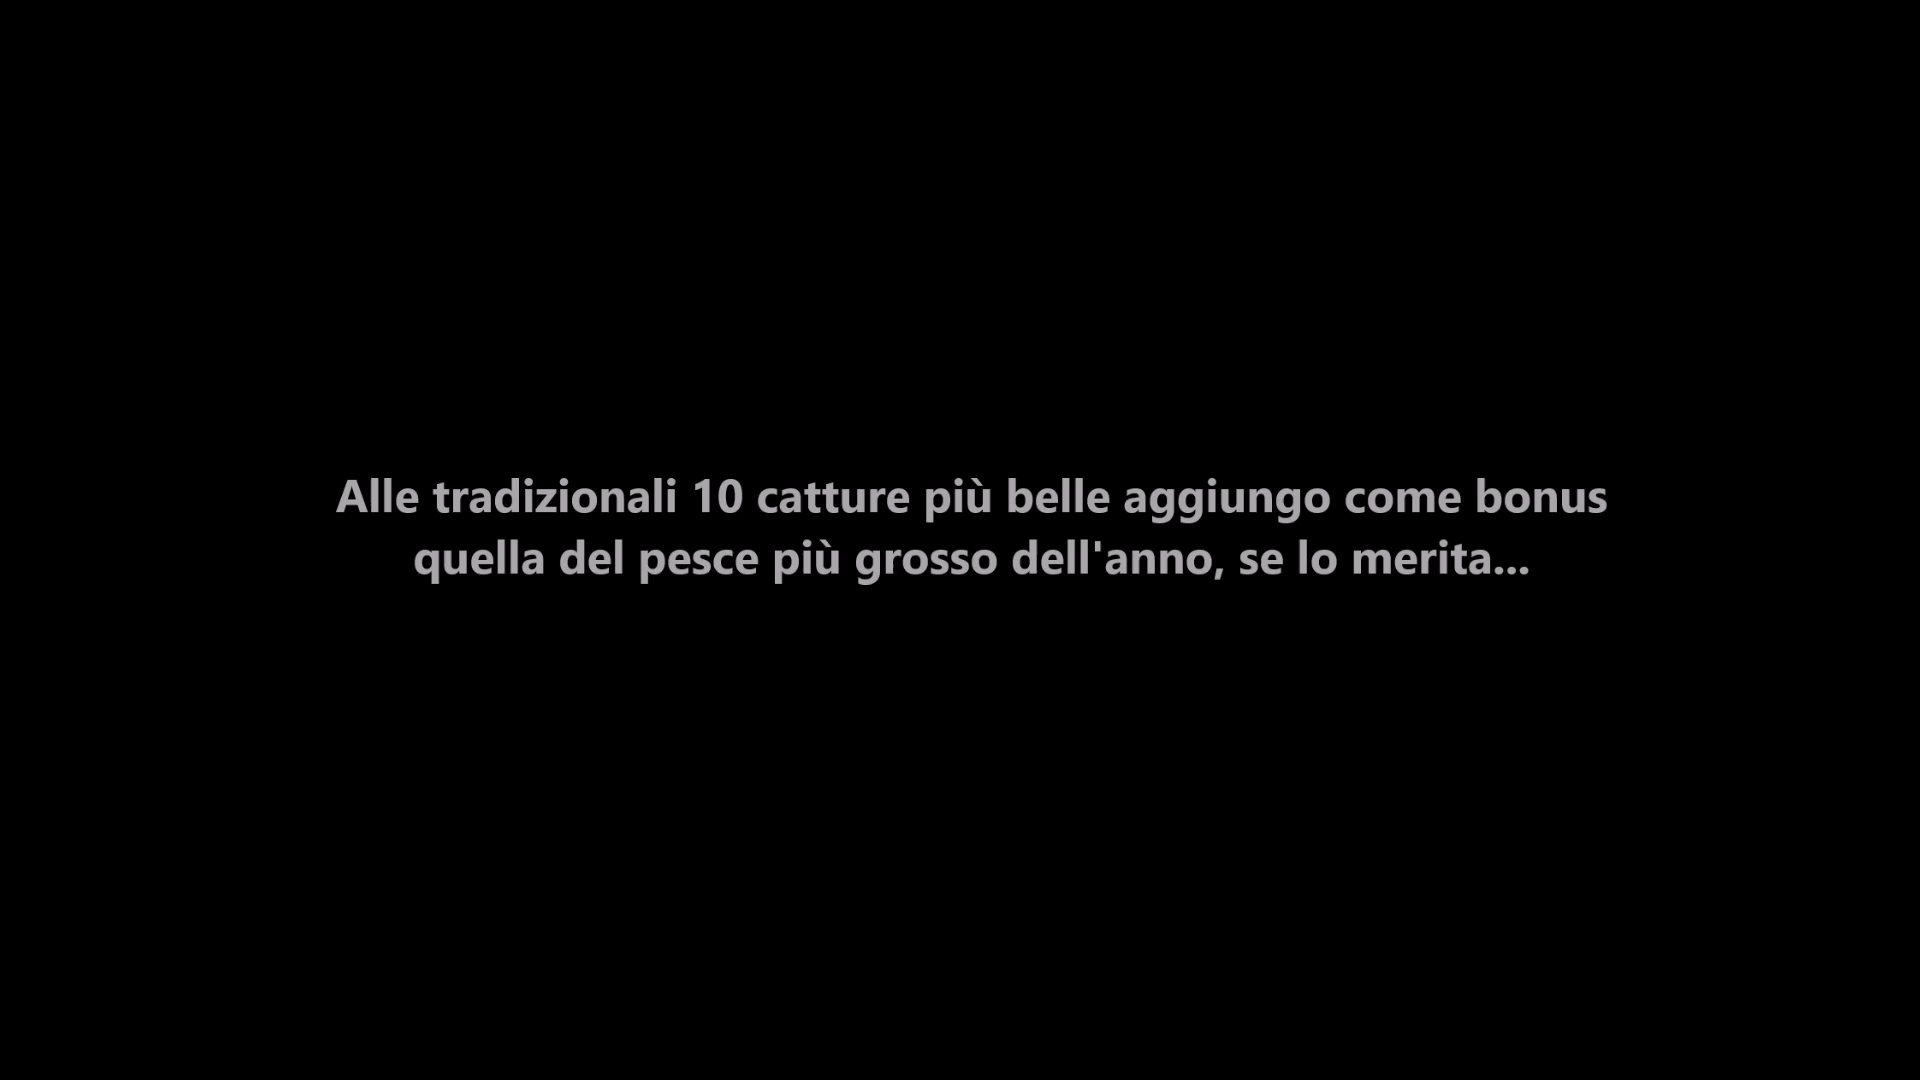 Alle tradizionali 10 catture più belle aggiungo come bonus
quella del pesce più grosso dell'anno, se lo merita...